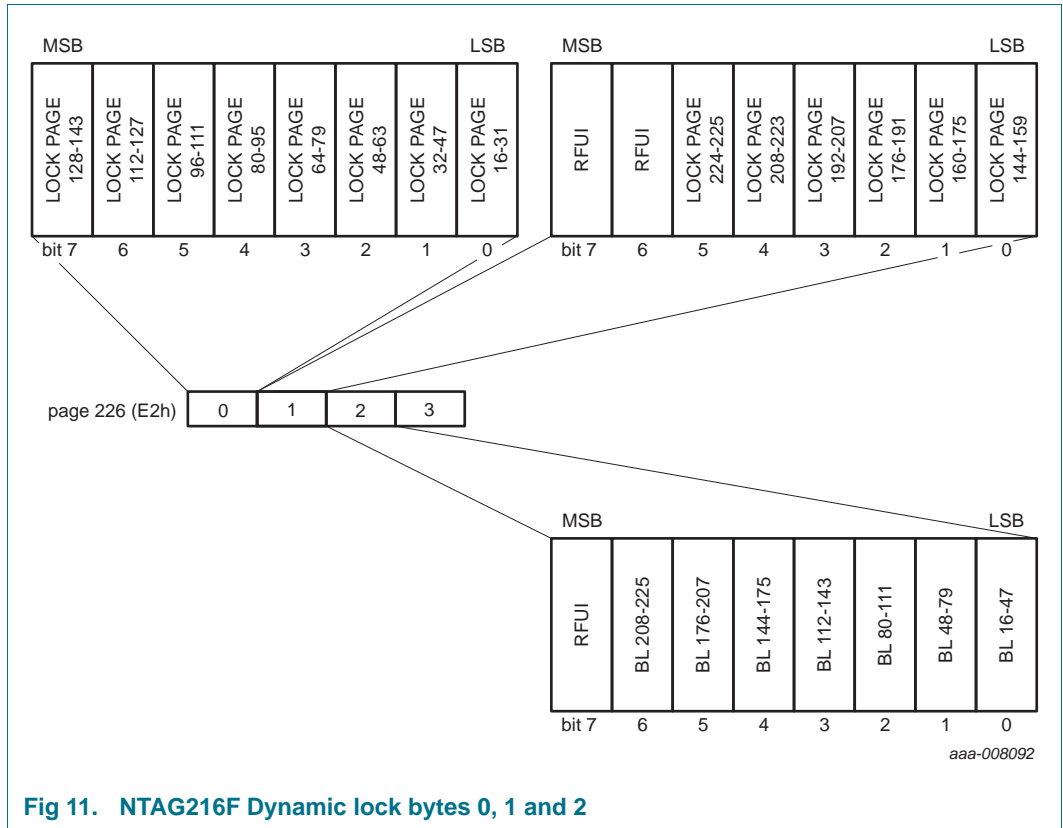 MSB LSB
LOCK PAGE 128-143
LOCK PAGE 112-127
LOCK PAGE 96-111
LOCK PAGE 80-95
LOCK PAGE 64-79
LOCK PAGE 48-63
LOCK PAGE 32-47
LOCK PAGE 16-31
bit 7 6 5 4 3 2 1 0
MSB LSB
RFUI
RFUI
LOCK PAGE 224-225
LOCK PAGE 208-223
LOCK PAGE 192-207
LOCK PAGE 176-191
LOCK PAGE 160-175
LOCK PAGE 144-159
bit 7 6 5 4 3 2 1 0
page 226 (E2h) 0 1 2 3
MSB LSB
RFUI
BL 208-225
BL 176-207
BL 144-175
BL 112-143
BL 80-111
BL 48-79
BL 16-47
bit 7 6 5 4 3 2 1 0
aaa-008092
Fig 11. NTAG216F Dynamic lock bytes 0, 1 and 2